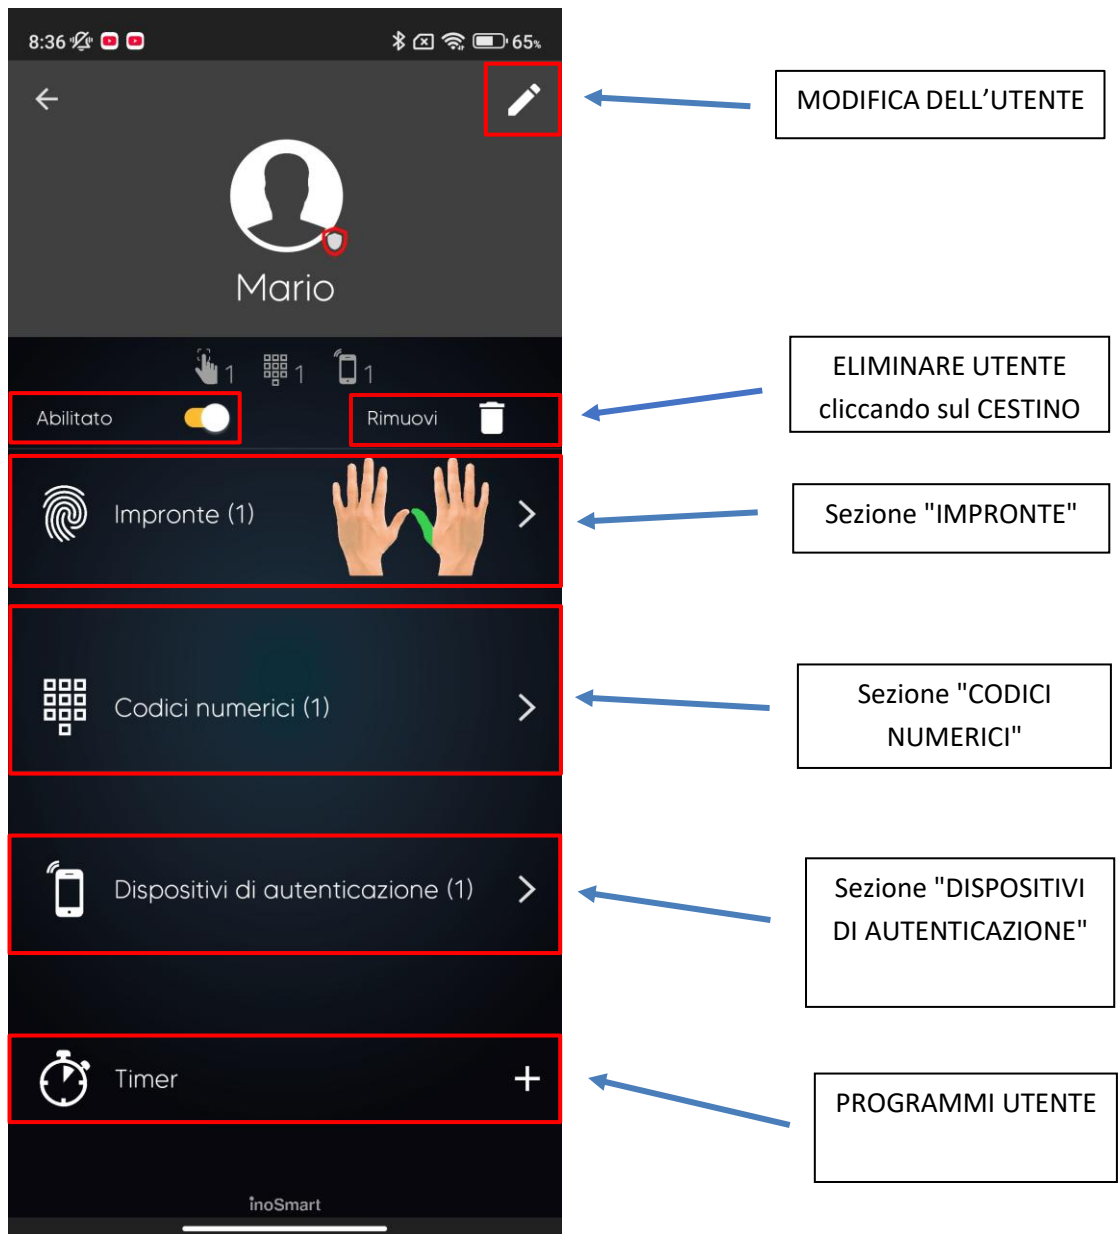 8:36
65%
MODIFICA DELL’UTENTE
Mario
1 1 1
Abilitato
Rimuovi
ELIMINARE UTENTE
cliccando sul CESTINO
Impronte (1)
Sezione "IMPRONTE"
Codici numerici (1)
Sezione "CODICI
NUMERICI"
Dispositivi di autenticazione (1)
Sezione "DISPOSITIVI
DI AUTENTICAZIONE"
Timer
PROGRAMMI UTENTE
inoSmart